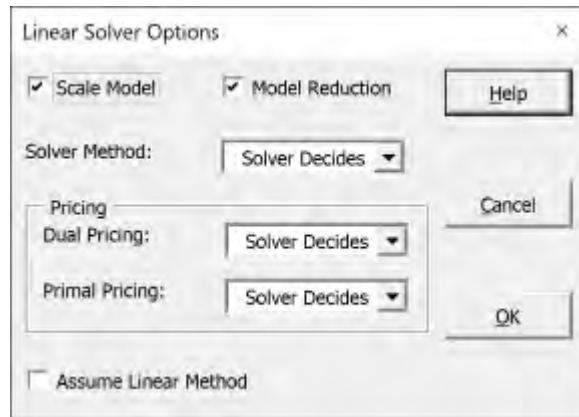 Linear Solver Options
Scale Model
Model Reduction
Help
Solver Method:
Solver Decides
Cancel
Pricing
Dual Pricing:
Solver Decides
Primal Pricing:
Solver Decides
OK
Assume Linear Method